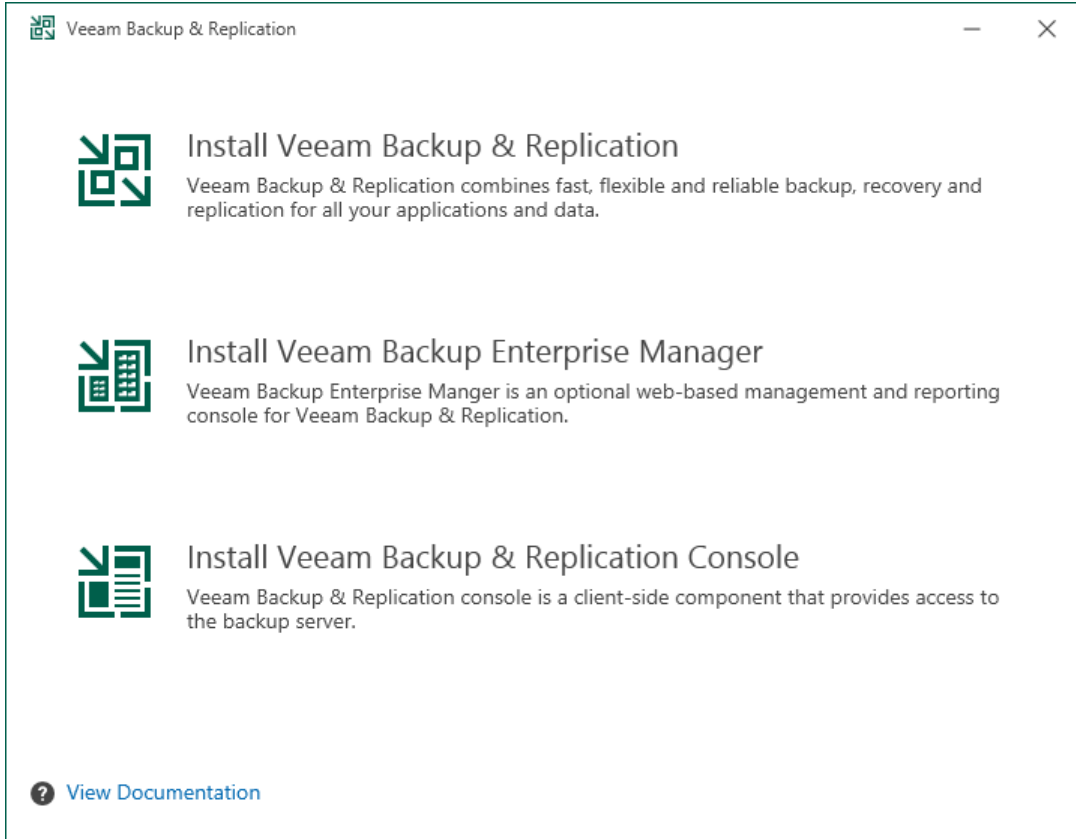 Veeam Backup & Replication
Install Veeam Backup & Replication
Veeam Backup & Replication combines fast, flexible and reliable backup, recovery and
replication for all your applications and data.
Install Veeam Backup Enterprise Manager
Veeam Backup Enterprise Manger is an optional web-based management and reporting
console for Veeam Backup & Replication.
Install Veeam Backup & Replication Console
Veeam Backup & Replication console is a client-side component that provides access to
the backup server.
? View Documentation